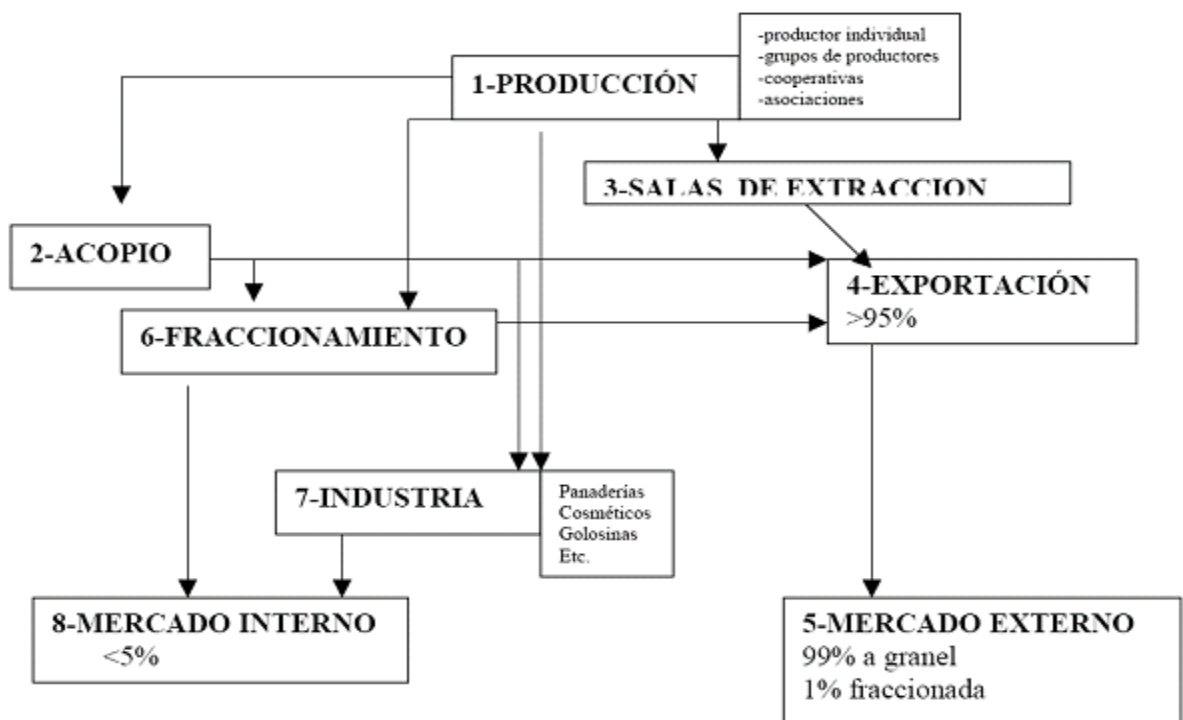 -productor individual
-grupos de productores
-cooperativas
-asociaciones
1-PRODUCCIÓN
3-SALAS DE EXTRACCION
2-ACOPIO
4-EXPORTACIÓN
>95%
6-FRACCIONAMIENTO
7-INDUSTRIA
Panaderías
Cosméticos
Golosinas
Etc.
8-MERCADO INTERNO
<5%
5-MERCADO EXTERNO
99% a granel
1% fraccionada